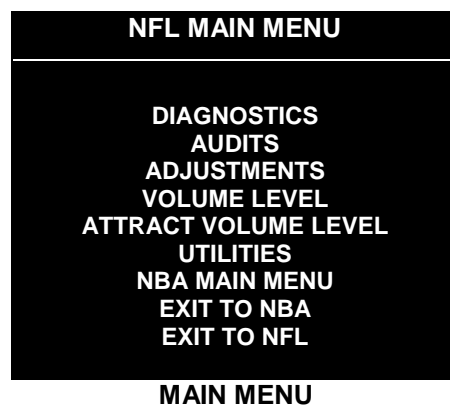 NFL MAIN MENU
DIAGNOSTICS
AUDITS
ADJUSTMENTS
VOLUME LEVEL
ATTRACT VOLUME LEVEL
UTILITIES
NBA MAIN MENU
EXIT TO NBA
EXIT TO NFL
MAIN MENU